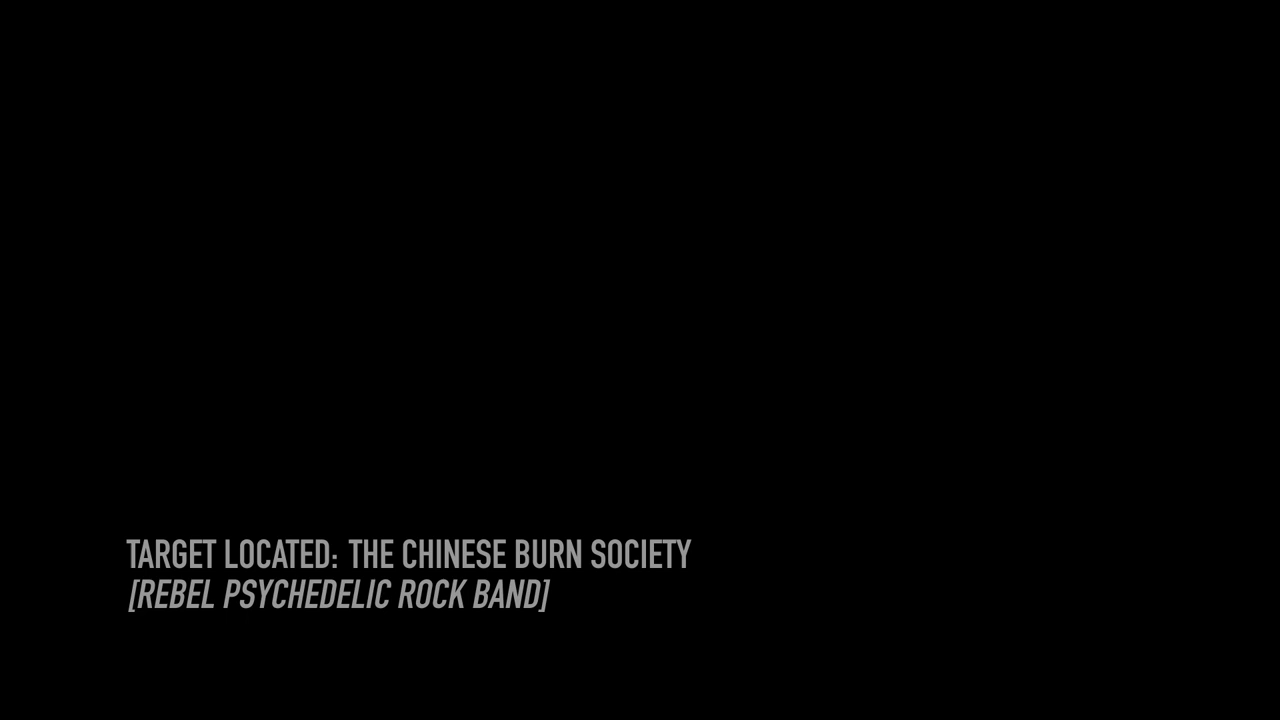 TARGET LOCATED: THE CHINESE BURN SOCIETY
[REBEL PSYCHEDELIC ROCK BAND]